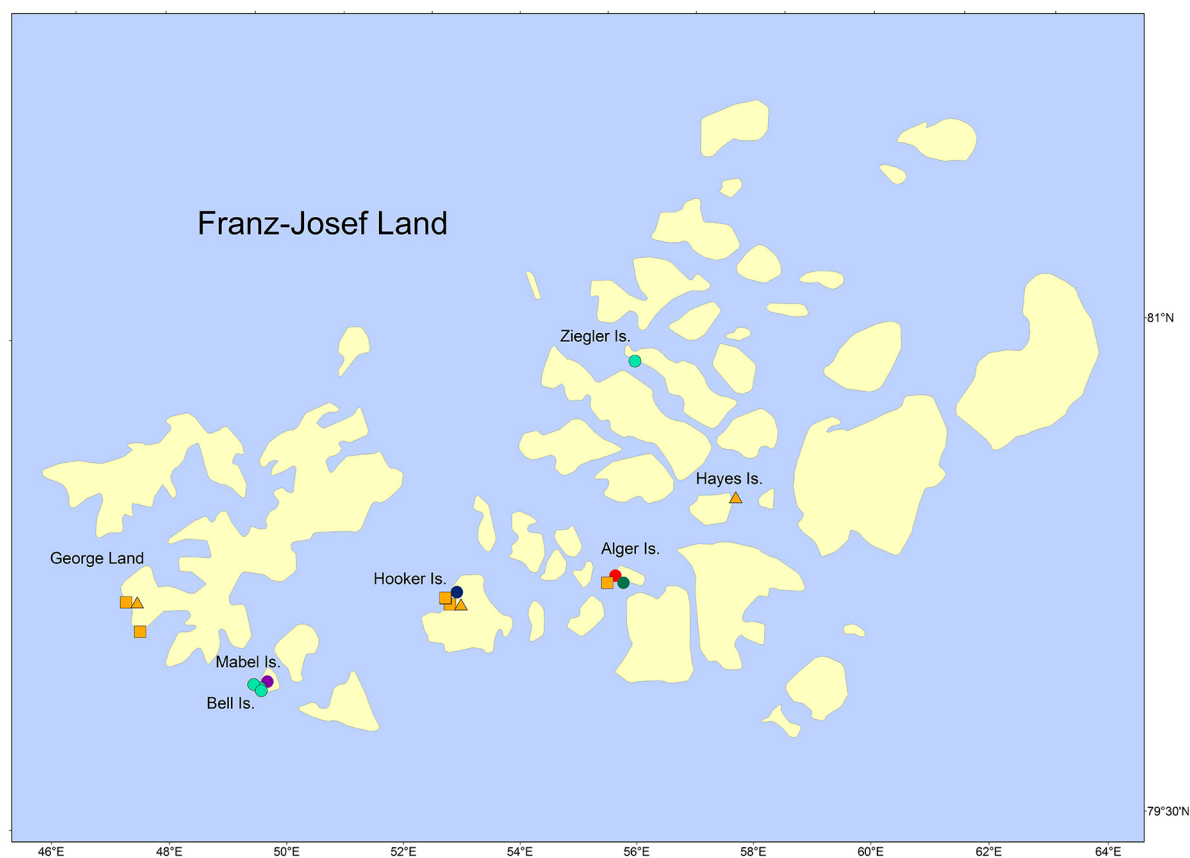 Franz-Josef Land
81°N
Ziegler Is.
Hayes Is.
Alger Is.
George Land
Hooker Is.
Mabel Is.
Bell Is.
79°30'N
46°E 48°E 50°E 52°E 54°E 56°E 58°E 60°E 62°E 64°E